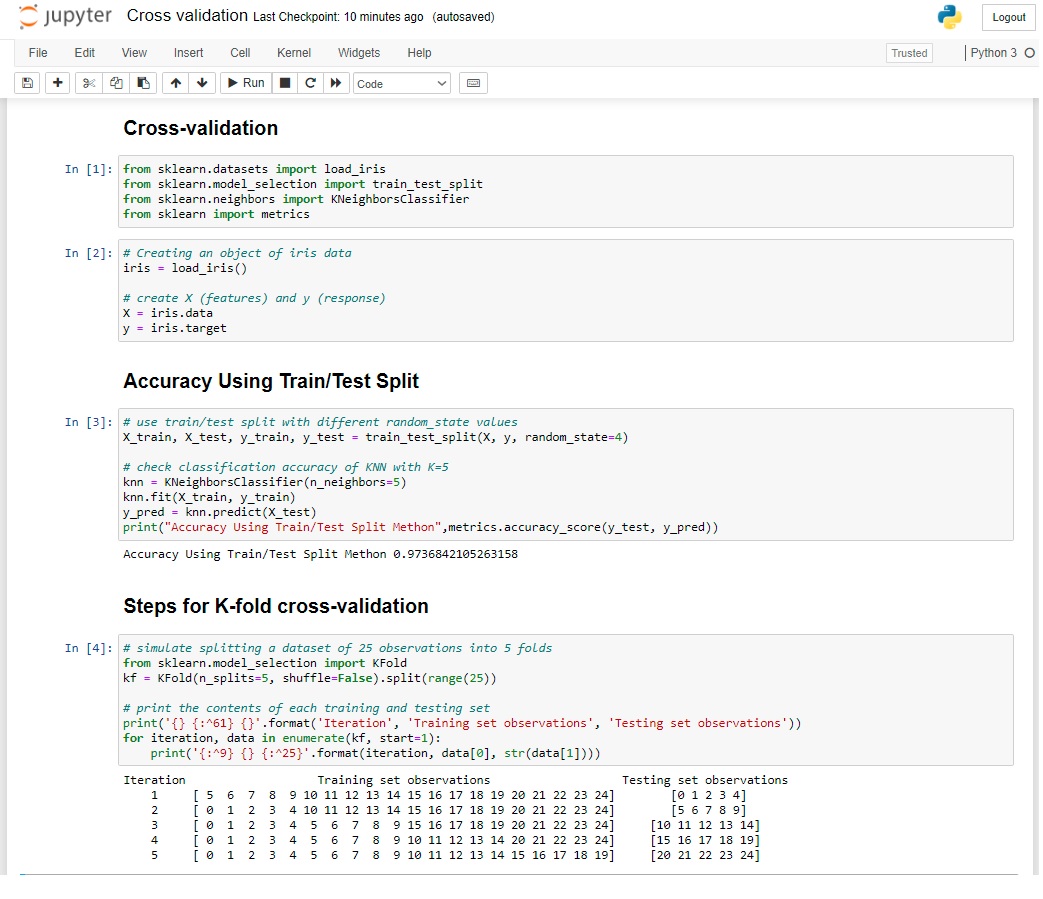 jupyter Cross validation Last Checkpoint: 10 minutes ago (autosaved) Logout
File Edit View Insert Cell Kernel Widgets Help Trusted Python 3
Run Code
Cross-validation
In [1]: from sklearn.datasets import load_iris
from sklearn.model_selection import train_test_split
from sklearn.neighbors import KNeighborsClassifier
from sklearn import metrics
In [2]: # Creating an object of iris data
iris = load_iris()
# create X (features) and y (response)
X = iris.data
y = iris.target
Accuracy Using Train/Test Split
In [3]: # use train/test split with different random_state values
X_train, X_test, y_train, y_test = train_test_split(X, y, random_state=4)
# check classification accuracy of KNN with K=5
knn = KNeighborsClassifier(n_neighbors=5)
knn.fit(X_train, y_train)
y_pred = knn.predict(X_test)
print("Accuracy Using Train/Test Split Methon",metrics.accuracy_score(y_test, y_pred))
Accuracy Using Train/Test Split Methon 0.9736842105263158
Steps for K-fold cross-validation
In [4]: # simulate splitting a dataset of 25 observations into 5 folds
from sklearn.model_selection import KFold
kf = KFold(n_splits=5, shuffle=False).split(range(25))
# print the contents of each training and testing set
print('{} {:^61} {}'.format('Iteration', 'Training set observations', 'Testing set observations'))
for iteration, data in enumerate(kf, start=1):
print('{:^9} {} {:^25}'.format(iteration, data[0], str(data[1])))
Iteration Training set observations Testing set observations
1 [ 5 6 7 8 9 10 11 12 13 14 15 16 17 18 19 20 21 22 23 24] [0 1 2 3 4]
2 [ 0 1 2 3 4 10 11 12 13 14 15 16 17 18 19 20 21 22 23 24] [5 6 7 8 9]
3 [ 0 1 2 3 4 5 6 7 8 9 15 16 17 18 19 20 21 22 23 24] [10 11 12 13 14]
4 [ 0 1 2 3 4 5 6 7 8 9 10 11 12 13 14 20 21 22 23 24] [15 16 17 18 19]
5 [ 0 1 2 3 4 5 6 7 8 9 10 11 12 13 14 15 16 17 18 19] [20 21 22 23 24]